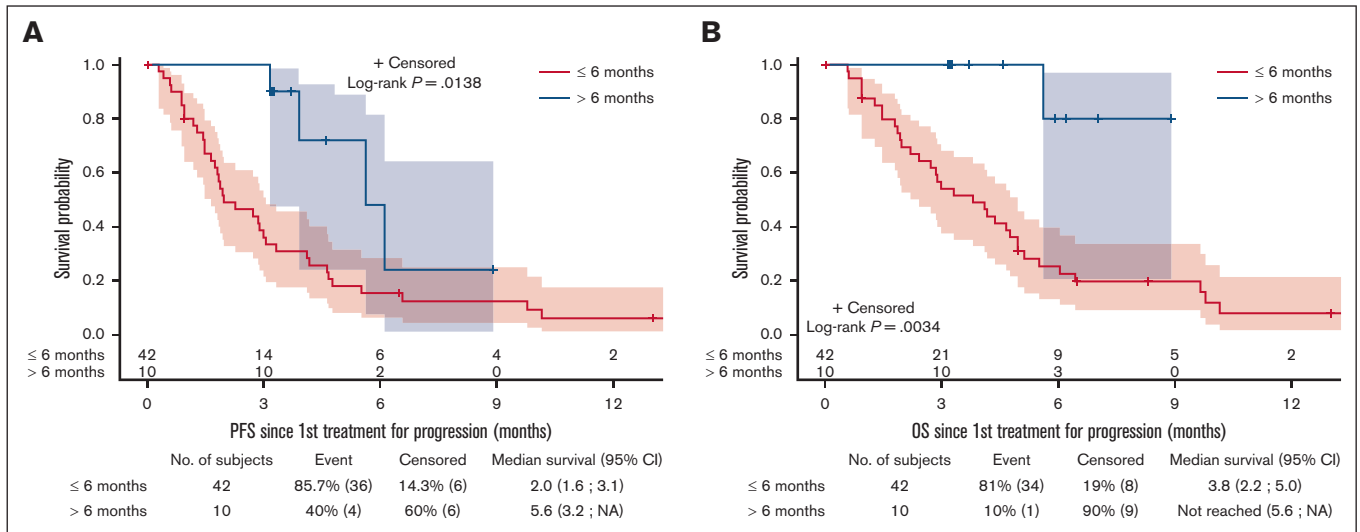 A
+ Censored
Log-rank P = .0138
≤ 6 months
> 6 months
Survival probability
1.0
0.8
0.6
0.4
0.2
0.0
≤ 6 months 42 14 6 4 2
> 6 months 10 10 2 0
0 3 6 9 12
PFS since 1st treatment for progression (months)
No. of subjects Event Censored Median survival (95% CI)
≤ 6 months 42 85.7% (36) 14.3% (6) 2.0 (1.6 ; 3.1)
> 6 months 10 40% (4) 60% (6) 5.6 (3.2 ; NA)
B
≤ 6 months
> 6 months
Survival probability
1.0
0.8
0.6
0.4
0.2
0.0
+ Censored
Log-rank P = .0034
≤ 6 months 42 21 9 5 2
> 6 months 10 10 3 0
0 3 6 9 12
OS since 1st treatment for progression (months)
No. of subjects Event Censored Median survival (95% CI)
≤ 6 months 42 81% (34) 19% (8) 3.8 (2.2 ; 5.0)
> 6 months 10 10% (1) 90% (9) Not reached (5.6 ; NA)